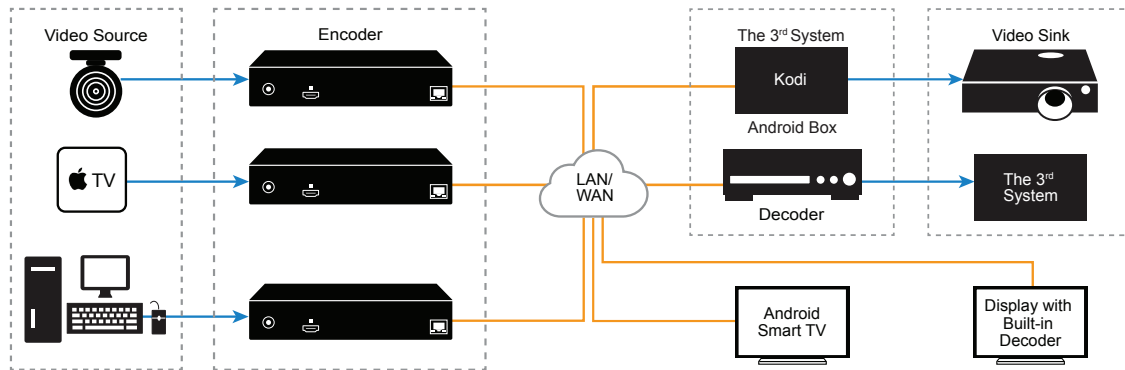 Video Source
Encoder
The 3rd System
Video Sink
Kodi
Android Box
TV
LAN/
WAN
Decoder
The 3rd
System
Android
Smart TV
Display with
Built-in
Decoder